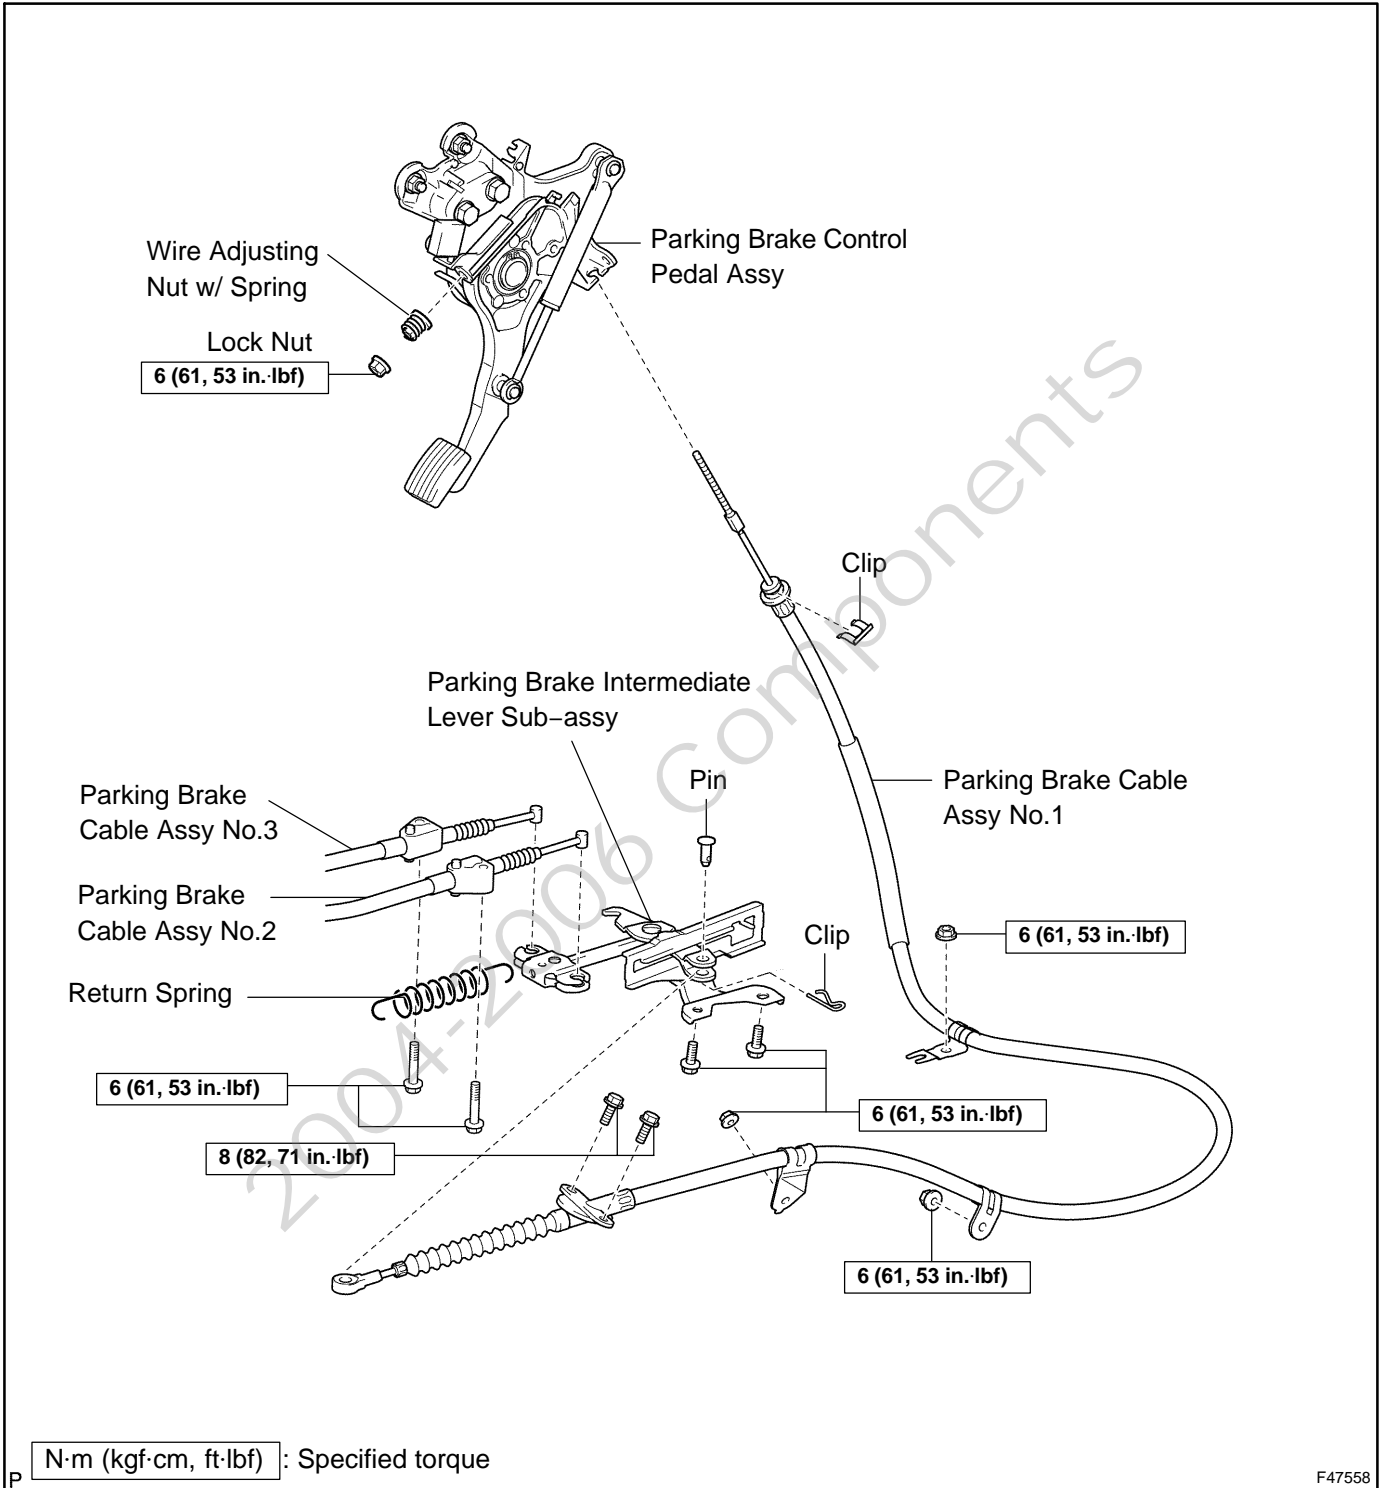 Wire Adjusting
Nut w/ Spring
Lock Nut
6 (61, 53 in.·lbf)
Parking Brake Control
Pedal Assy
Clip
Parking Brake Intermediate
Lever Sub−assy
Pin
Parking Brake Cable
Assy No.1
Parking Brake
Cable Assy No.3
Parking Brake
Cable Assy No.2
Clip
6 (61, 53 in.·lbf)
Return Spring
6 (61, 53 in.·lbf)
6 (61, 53 in.·lbf)
8 (82, 71 in.·lbf)
6 (61, 53 in.·lbf)
2004-2006 Components
N·m (kgf·cm, ft·lbf) : Specified torque
P
F47558